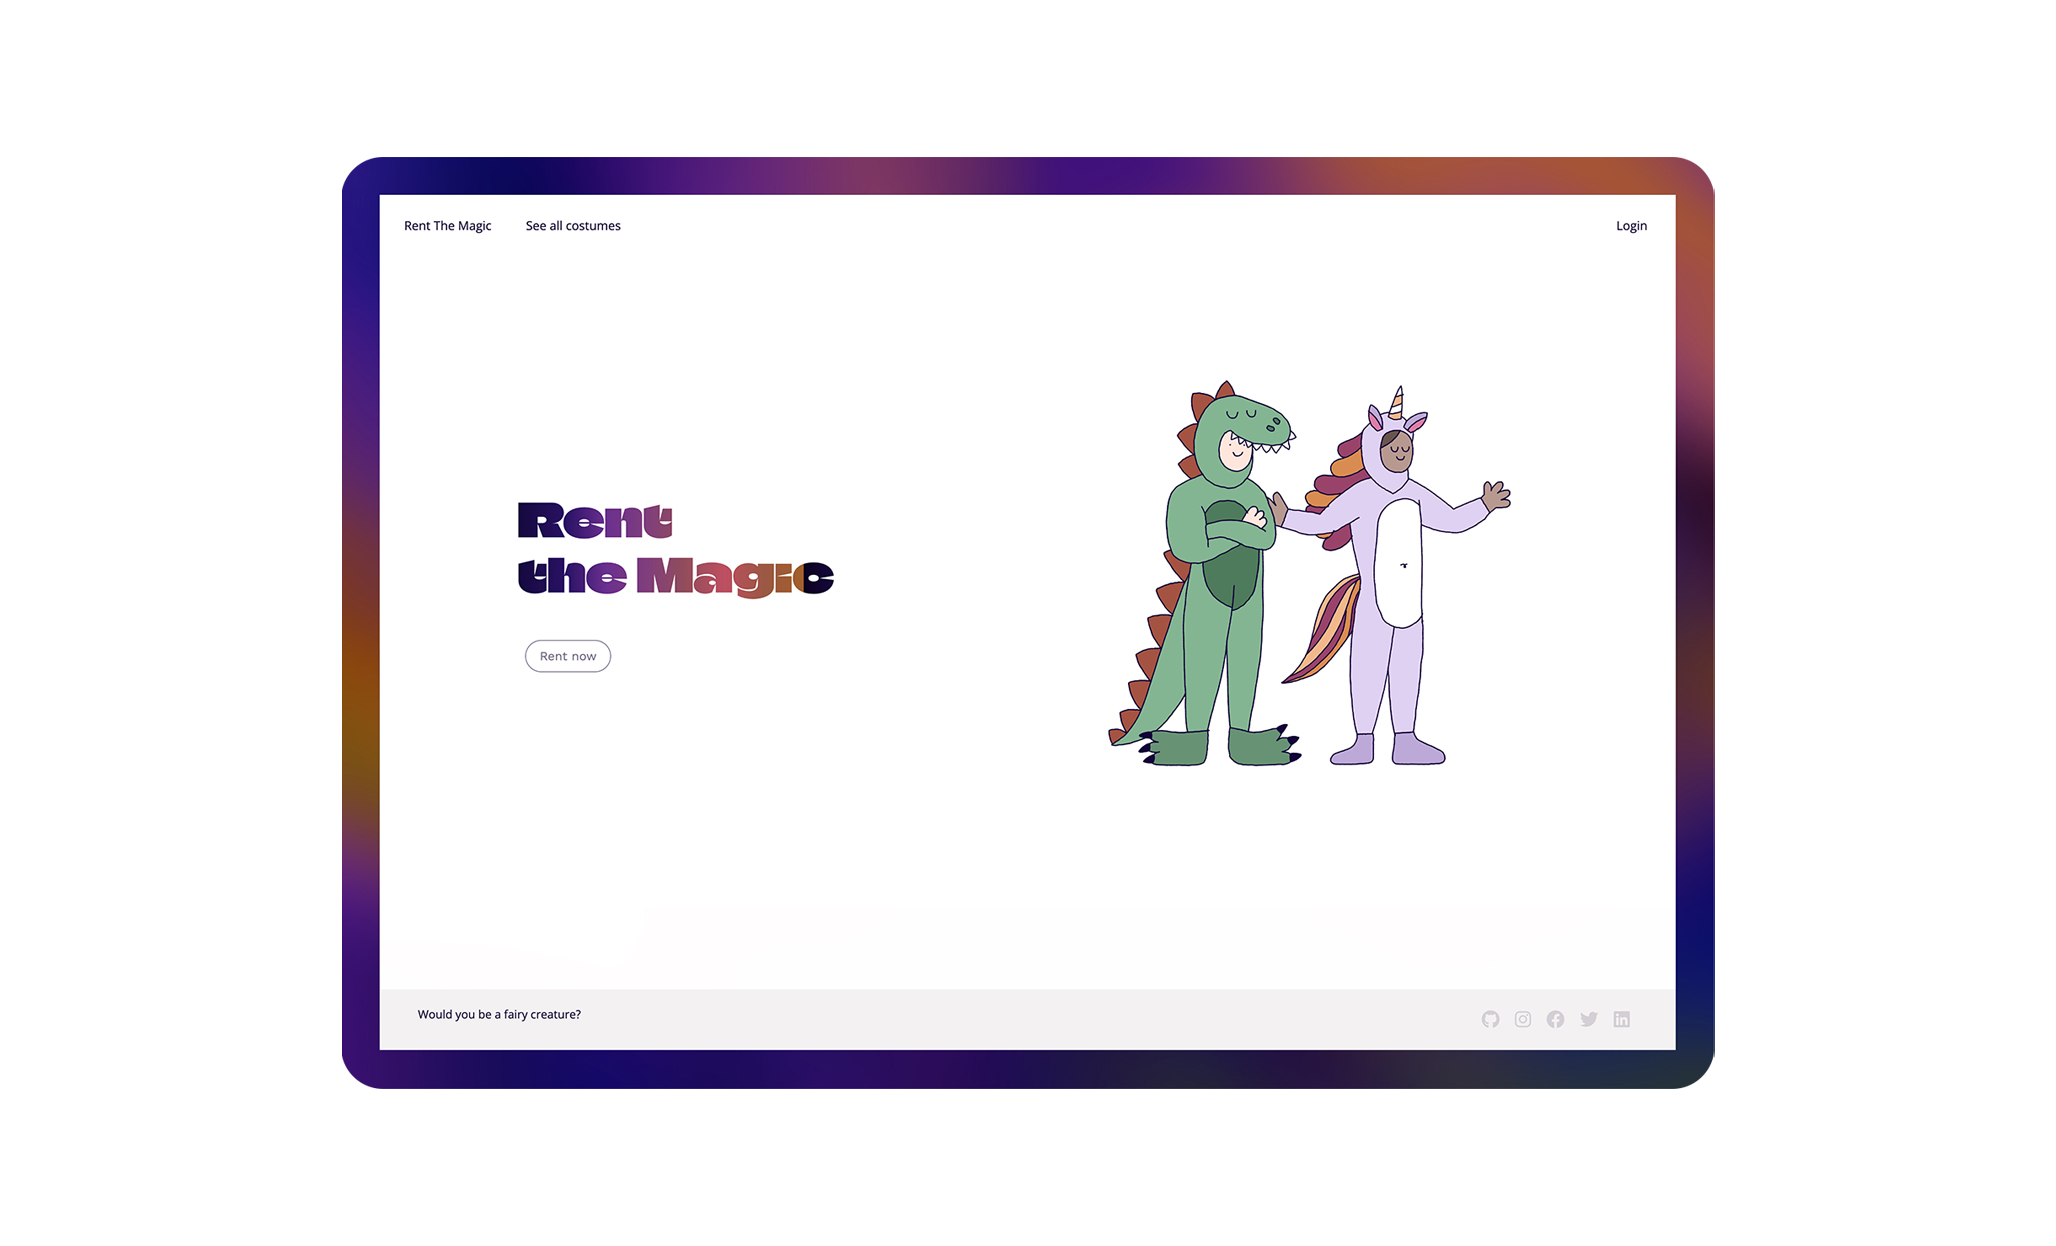 Rent The Magic
See all costumes
Login
Rent
the Magic
Rent now
Would you be a fairy creature?